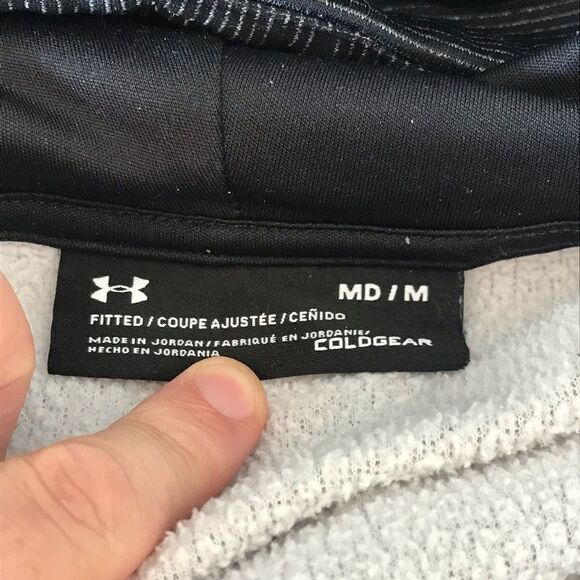 MD / M
FITTED / COUPE AJUSTÉE / CEÑIDO
MADE IN JORDAN / FABRIQUÉ EN JORDANIE /
HECHO EN JORDANIA
COLDGEAR